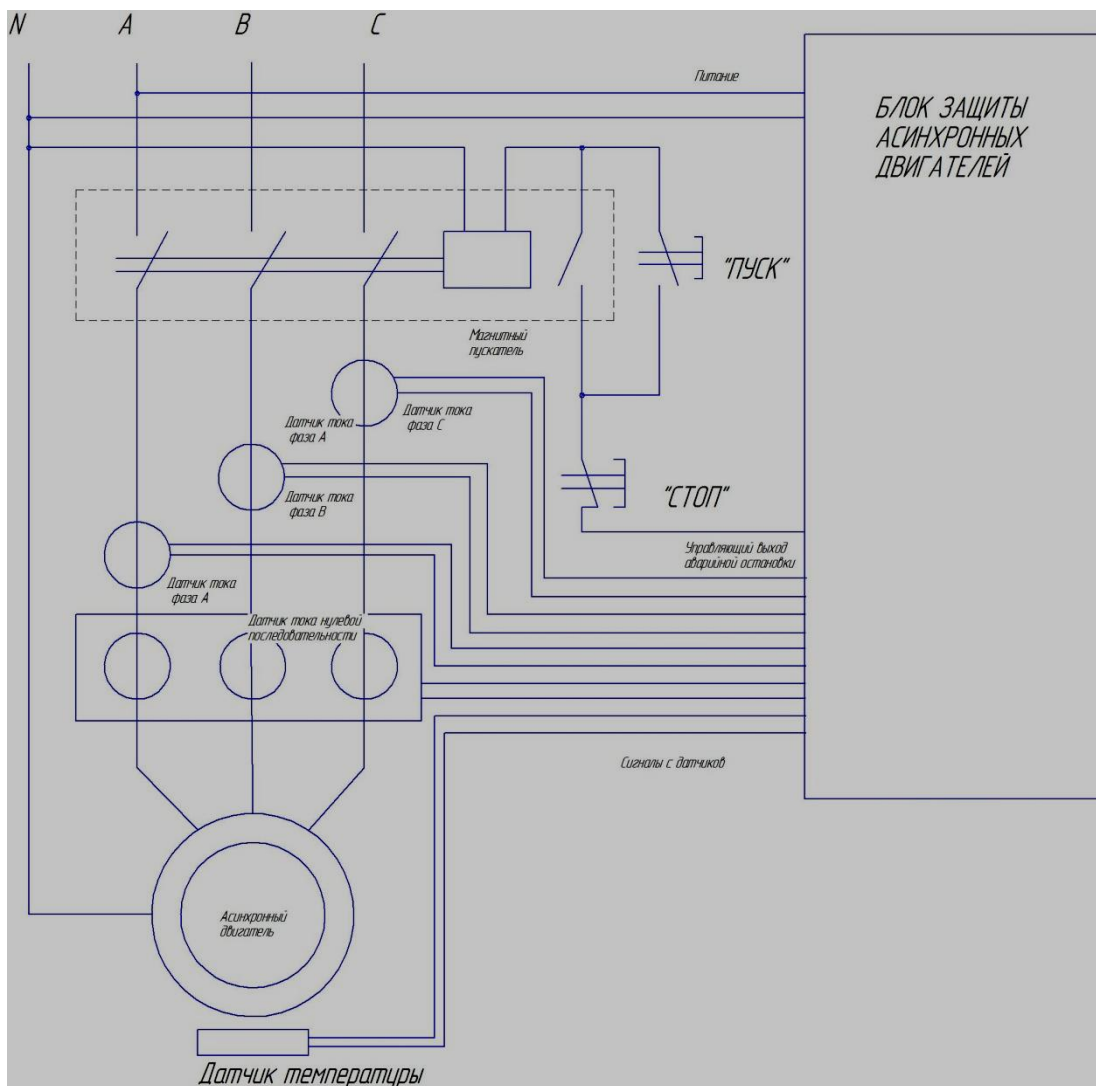 N
A
B
C
Питание
БЛОК ЗАЩИТЫ
АСИНХРОННЫХ
ДВИГАТЕЛЕЙ
"ПУСК"
Магнитный
пускатель
Датчик тока
фаза А
Датчик тока
фаза С
Датчик тока
фаза В
"СТОП"
Управляющий выход
аварийной остановки
Датчик тока
фаза А
Датчик тока нулевой
последовательности
Сигналы с датчиков
Асинхронный
двигатель
Датчик температуры